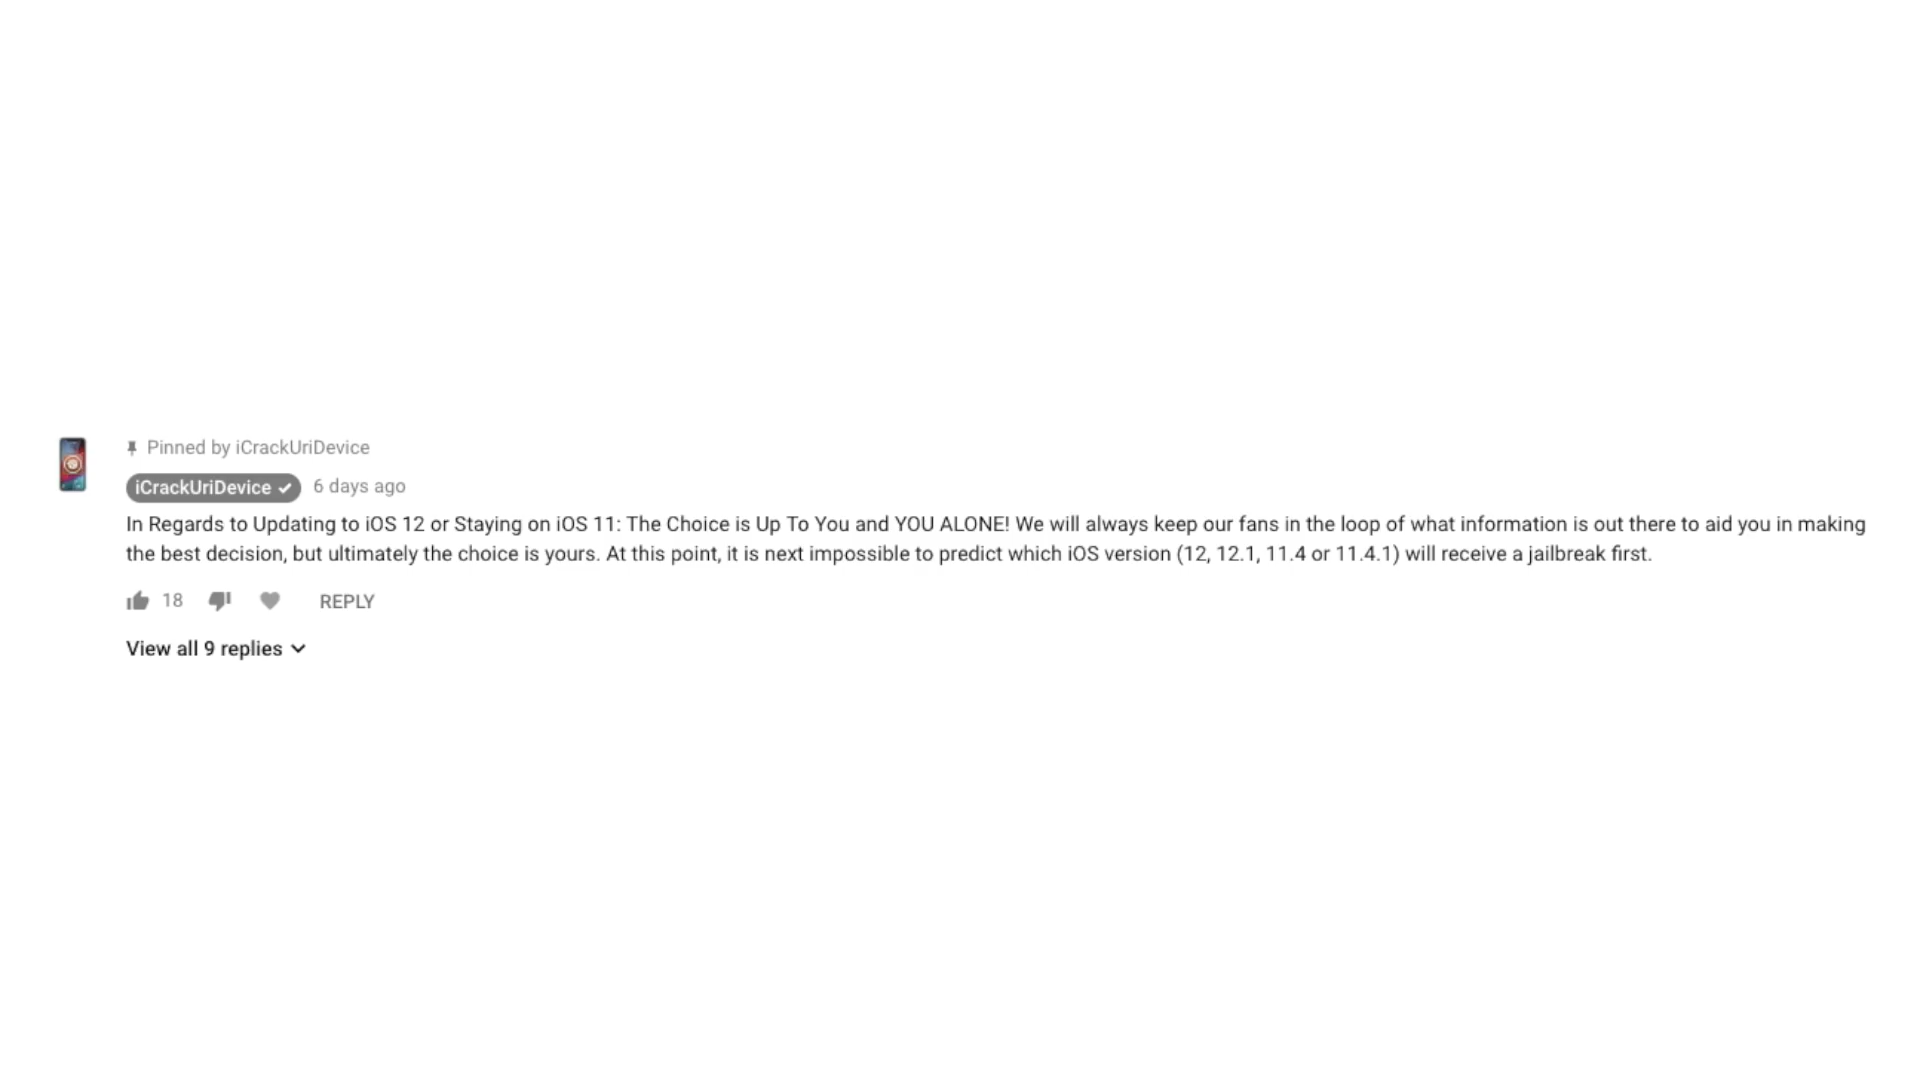 Pinned by iCrackUriDevice
iCrackUriDevice 6 days ago
In Regards to Updating to iOS 12 or Staying on iOS 11: The Choice is Up To You and YOU ALONE! We will always keep our fans in the loop of what information is out there to aid you in making
the best decision, but ultimately the choice is yours. At this point, it is next impossible to predict which iOS version (12, 12.1, 11.4 or 11.4.1) will receive a jailbreak first.
18 REPLY
View all 9 replies